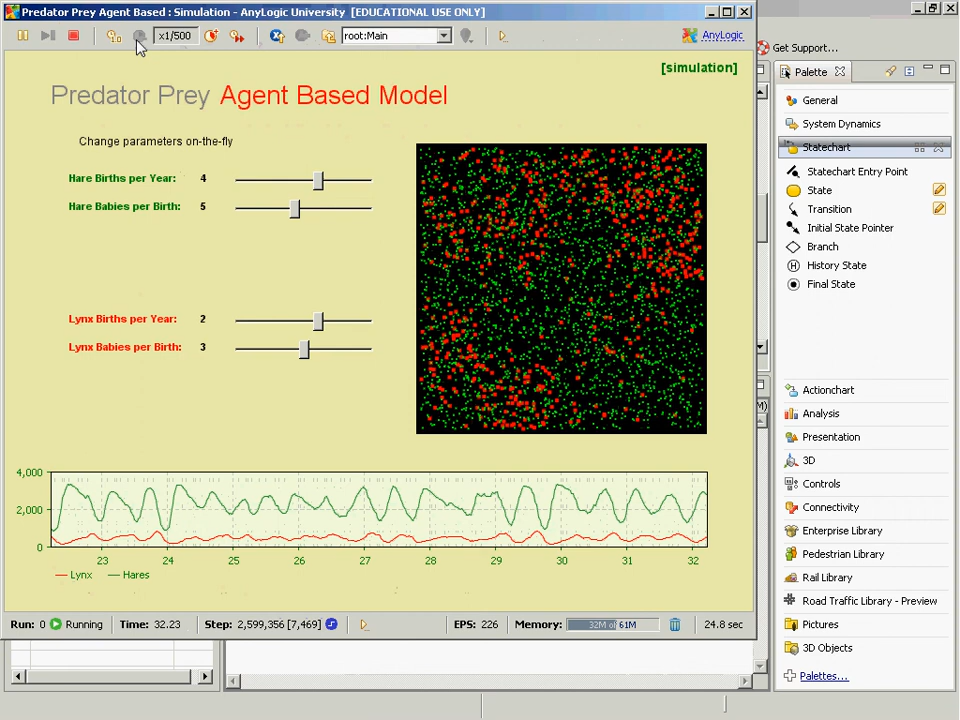 Predator Prey Agent Based : Simulation - AnyLogic University [EDUCATIONAL USE ONLY]
x1/500
root:Main
AnyLogic
Get Support...
[simulation]
Predator Prey Agent Based Model
Change parameters on-the-fly
Hare Births per Year: 4
Hare Babies per Birth: 5
Lynx Births per Year: 2
Lynx Babies per Birth: 3
4,000
2,000
0
23 24 25 26 27 28 29 30 31 32
Lynx Hares
Run: 0 Running Time: 32.23 Step: 2,599,356 [7,469] EPS: 226 Memory: 32M of 61M 24.8 sec
Palette
General
System Dynamics
Statechart
Statechart Entry Point
State
Transition
Initial State Pointer
Branch
History State
Final State
Actionchart
Analysis
Presentation
3D
Controls
Connectivity
Enterprise Library
Pedestrian Library
Rail Library
Road Traffic Library - Preview
Pictures
3D Objects
Palettes...
M)